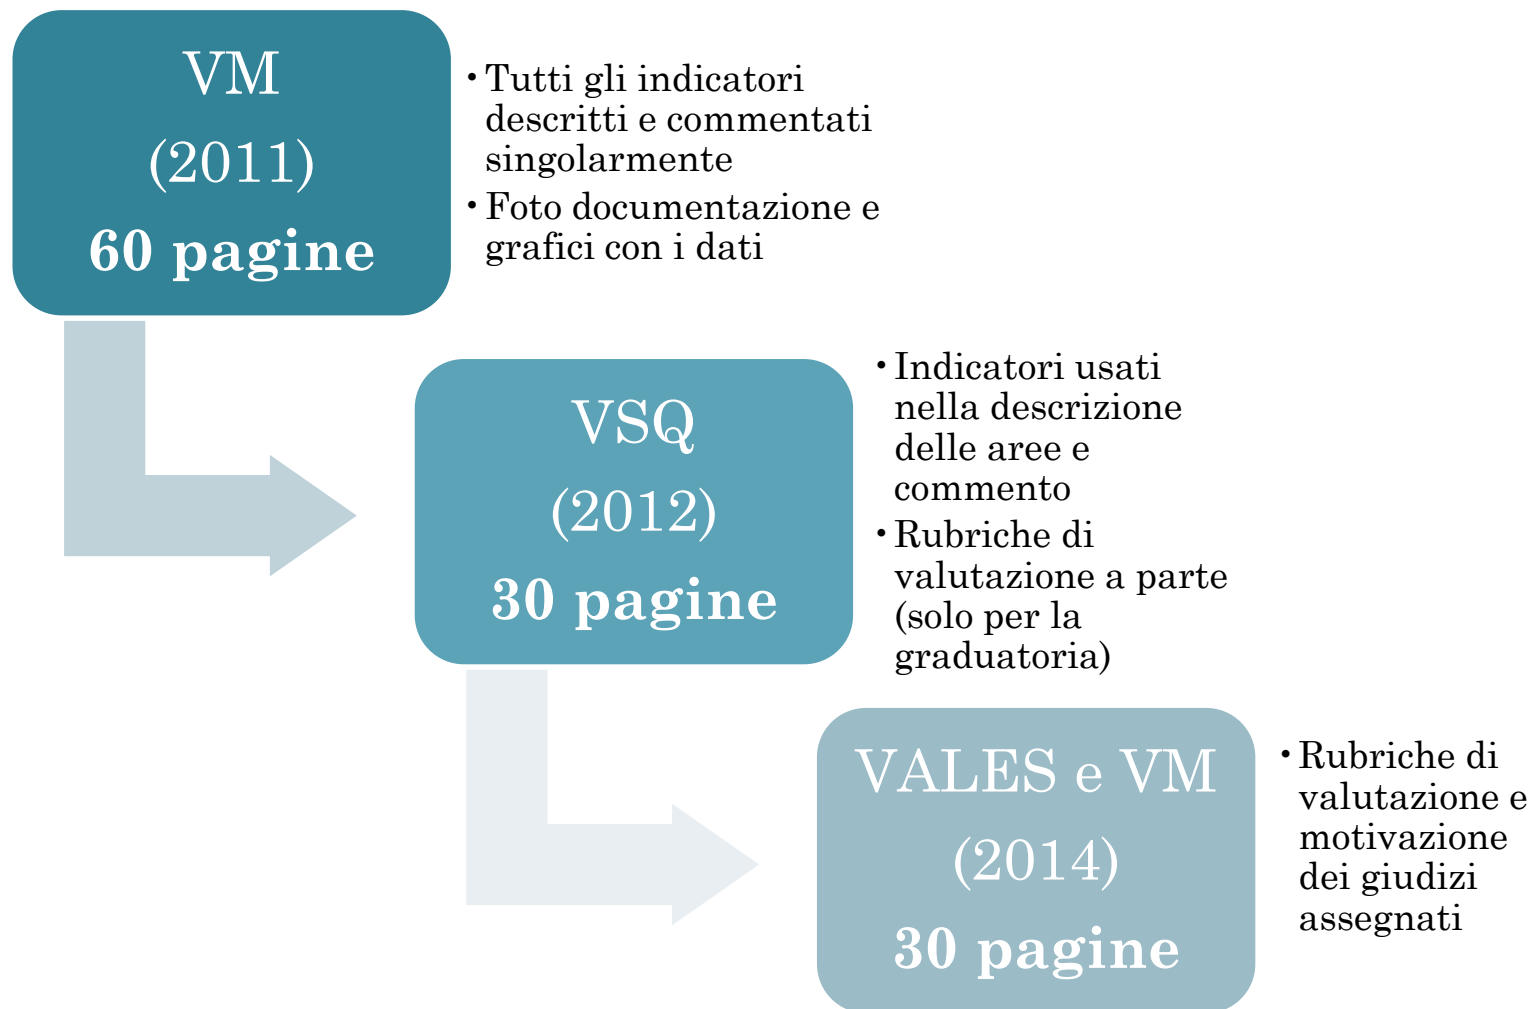 VM
(2011)
60 pagine
• Tutti gli indicatori
descritti e commentati
singolarmente
• Foto documentazione e
grafici con i dati
VSQ
(2012)
30 pagine
• Indicatori usati
nella descrizione
delle aree e
commento
• Rubriche di
valutazione a parte
(solo per la
graduatoria)
VALES e VM
(2014)
30 pagine
• Rubriche di
valutazione e
motivazione
dei giudizi
assegnati